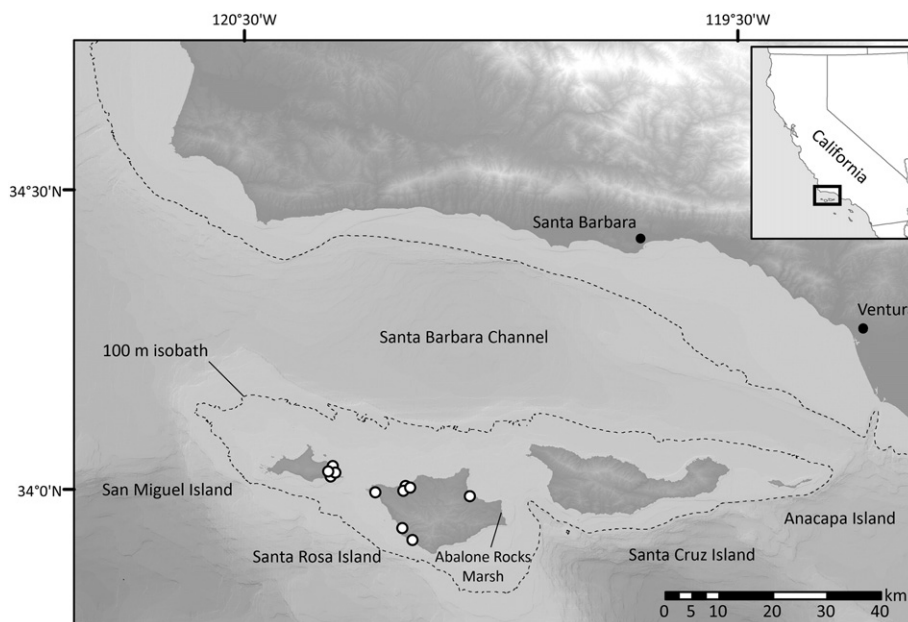 120°30'W
119°30'W
34°30'N
34°0'N
California
Santa Barbara
Ventura
Santa Barbara Channel
100 m isobath
San Miguel Island
Santa Rosa Island
Abalone Rocks
Marsh
Santa Cruz Island
Anacapa Island
km
0 5 10 20 30 40